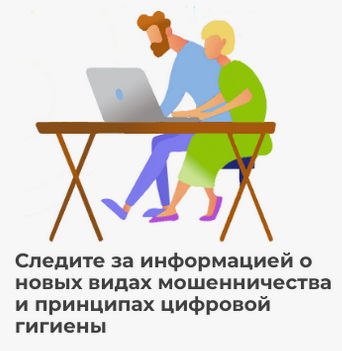 Следите за информацией о
новых видах мошенничества
и принципах цифровой
гигиены